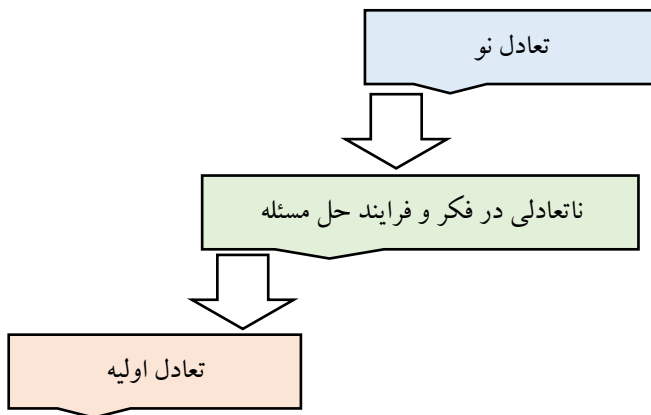 تعادل نو
ناتعادلی در فکر و فرایند حل مسئله
تعادل اولیه